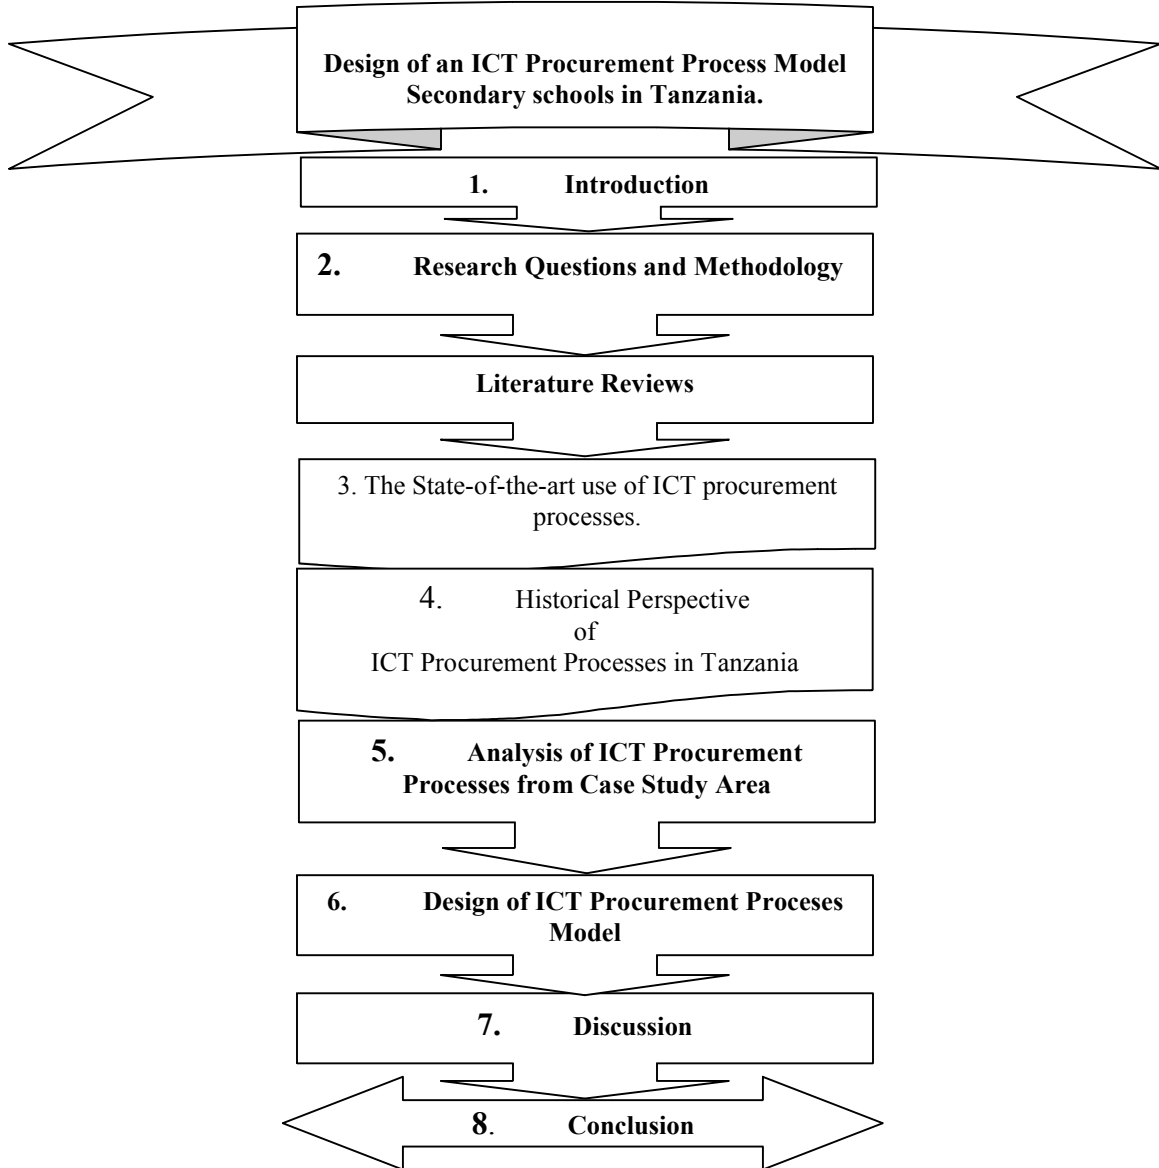 Design of an ICT Procurement Process Model
Secondary schools in Tanzania.
1. Introduction
2. Research Questions and Methodology
Literature Reviews
3. The State-of-the-art use of ICT procurement
processes.
4. Historical Perspective
of
ICT Procurement Processes in Tanzania
5. Analysis of ICT Procurement
Processes from Case Study Area
6. Design of ICT Procurement Proceses
Model
7. Discussion
8. Conclusion